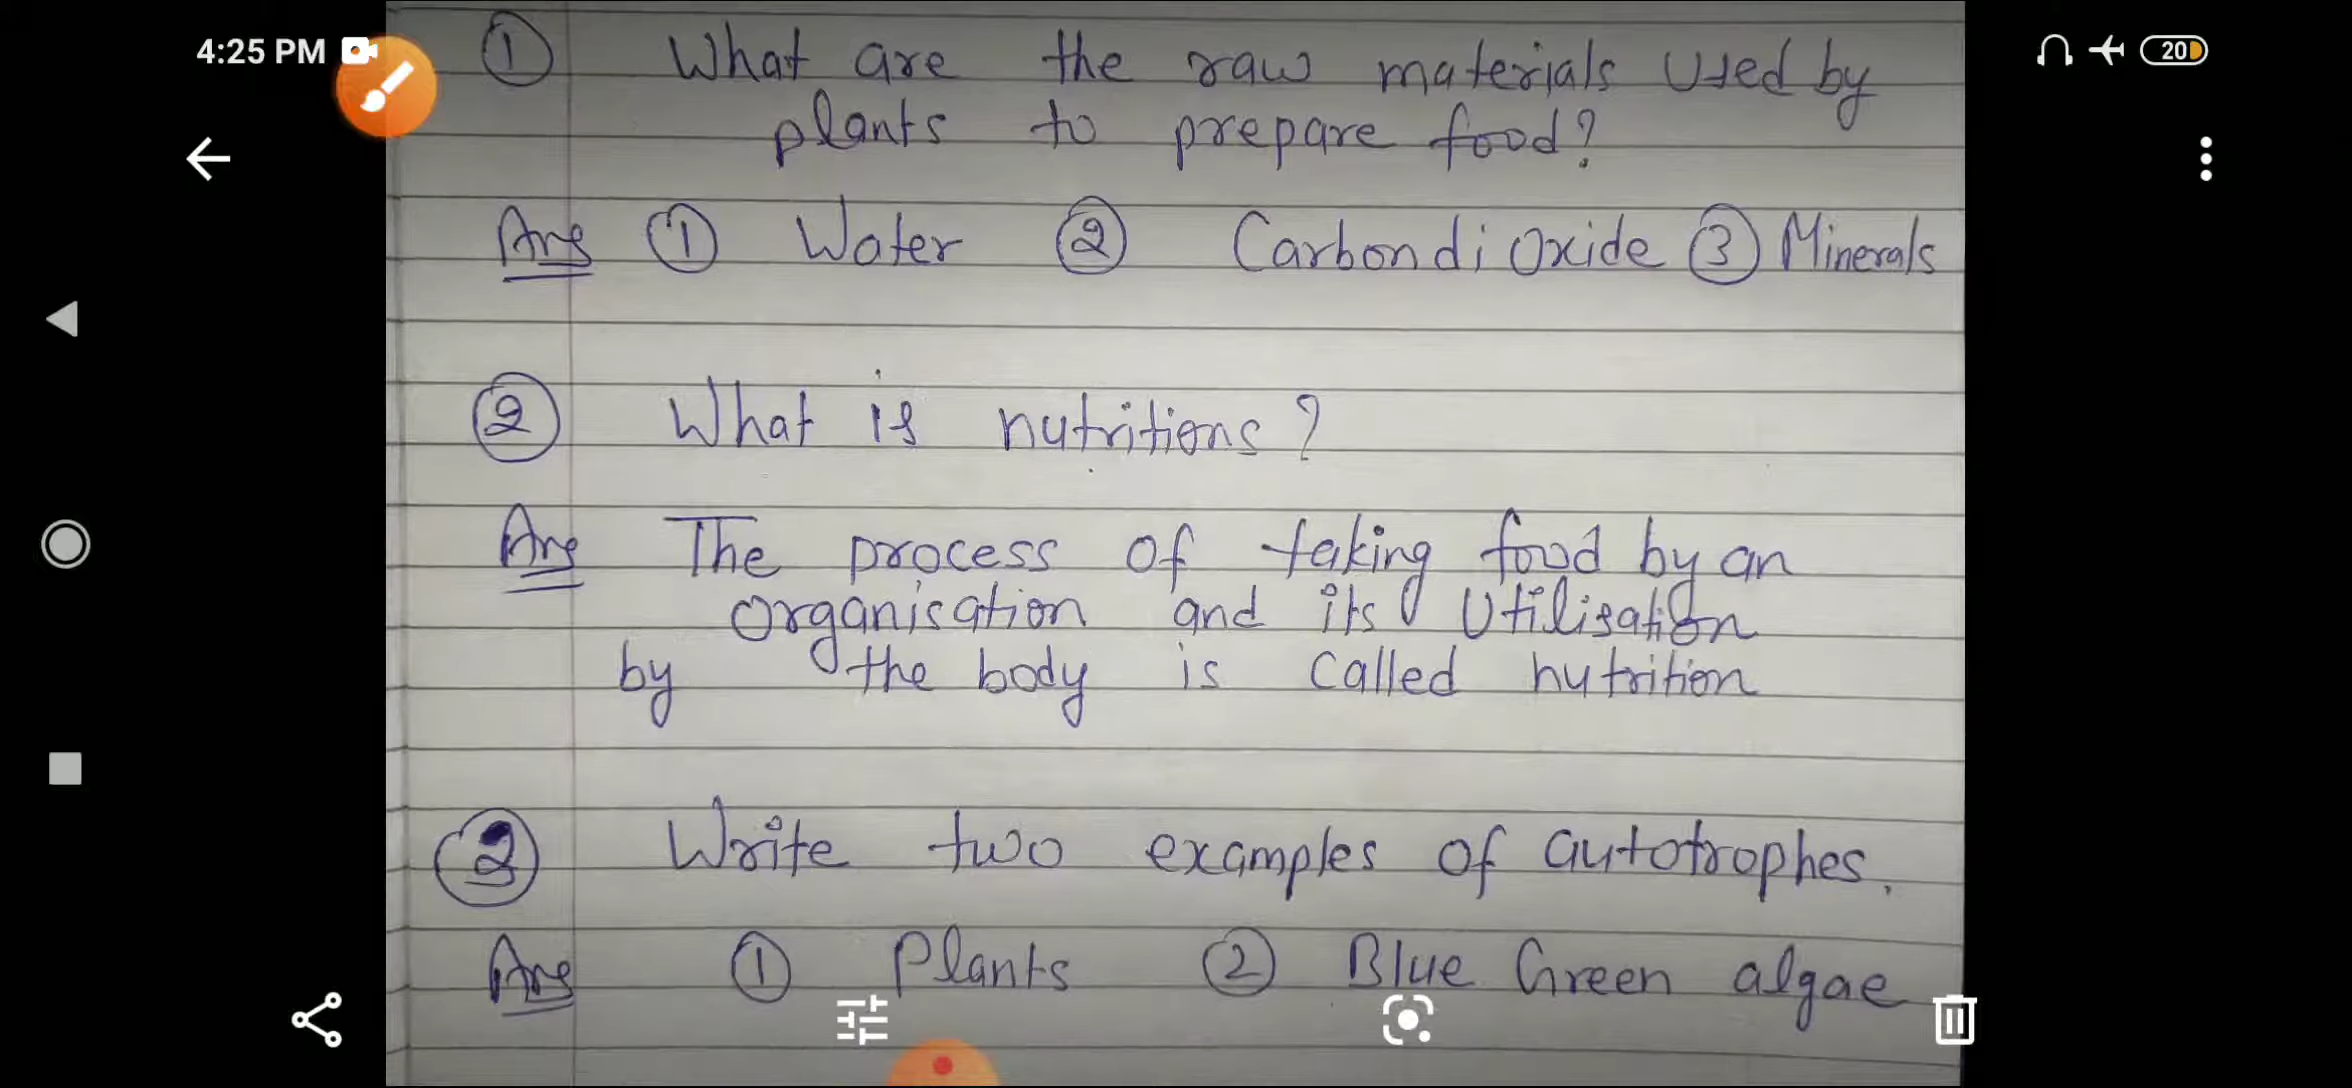 4:25 PM
20
① What are the raw materials used by
plants to prepare food?
Ans ① Water ② Carbondioxide ③ Minerals
② What is nutritions?
Ans The process of taking food by an
organisation and its utilisation
by the body is called nutrition
③ Write two examples of autotrophes.
Ans ① Plants ② Blue Green algae